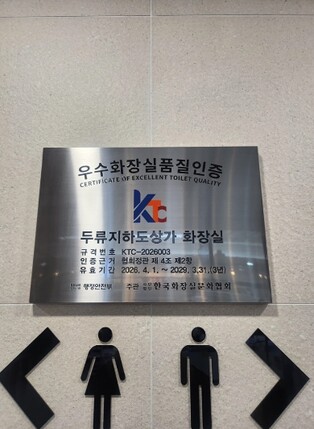 우수화장실품질인증
CERTIFICATE OF EXCELLENT TOILET QUALITY
KTC
두류지하도상가 화장실
규격번호 KTC-2026003
인증근거 협회정관 제 4조 제2항
유효기간 2026. 4. 1. ~ 2029. 3.31.(3년)
행정안전부 주관 한국화장실문화협회